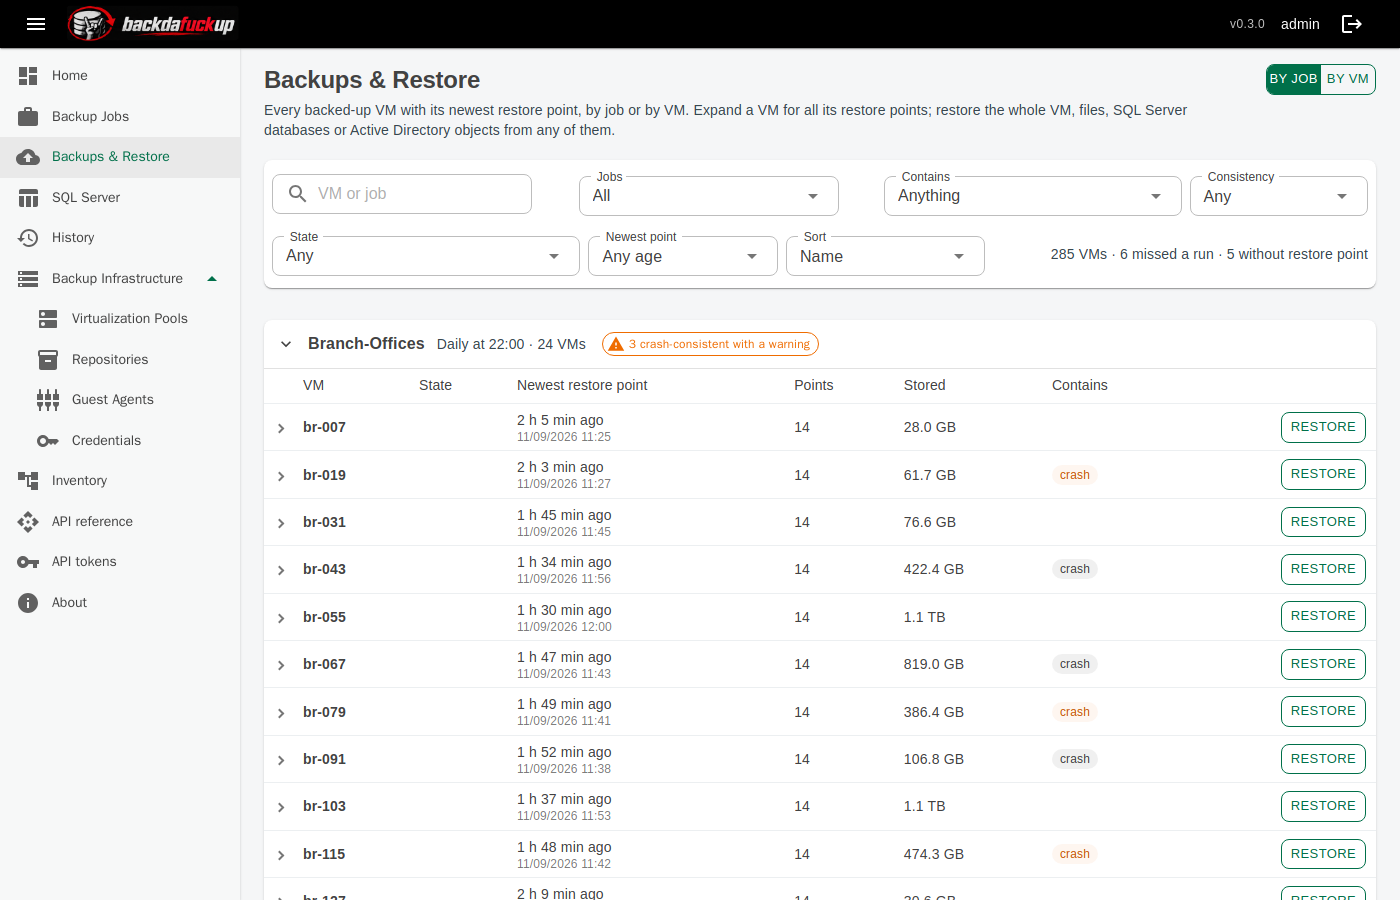 backdafuckup
v0.3.0
admin
Home
Backup Jobs
Backups & Restore
SQL Server
History
Backup Infrastructure
Virtualization Pools
Repositories
Guest Agents
Credentials
Inventory
API reference
API tokens
About
Backups & Restore
BY JOB
BY VM
Every backed-up VM with its newest restore point, by job or by VM. Expand a VM for all its restore points; restore the whole VM, files, SQL Server
databases or Active Directory objects from any of them.
VM or job
Jobs
All
Contains
Anything
Consistency
Any
State
Any
Newest point
Any age
Sort
Name
285 VMs · 6 missed a run · 5 without restore point
Branch-Offices Daily at 22:00 · 24 VMs 3 crash-consistent with a warning
VM State Newest restore point Points Stored Contains
br-007 2 h 5 min ago 14 28.0 GB RESTORE
11/09/2026 11:25
br-019 2 h 3 min ago 14 61.7 GB crash RESTORE
11/09/2026 11:27
br-031 1 h 45 min ago 14 76.6 GB RESTORE
11/09/2026 11:45
br-043 1 h 34 min ago 14 422.4 GB crash RESTORE
11/09/2026 11:56
br-055 1 h 30 min ago 14 1.1 TB RESTORE
11/09/2026 12:00
br-067 1 h 47 min ago 14 819.0 GB crash RESTORE
11/09/2026 11:43
br-079 1 h 49 min ago 14 386.4 GB crash RESTORE
11/09/2026 11:41
br-091 1 h 52 min ago 14 106.8 GB crash RESTORE
11/09/2026 11:38
br-103 1 h 37 min ago 14 1.1 TB RESTORE
11/09/2026 11:53
br-115 1 h 48 min ago 14 474.3 GB crash RESTORE
11/09/2026 11:42
br-127 2 h 9 min ago 14 RESTORE